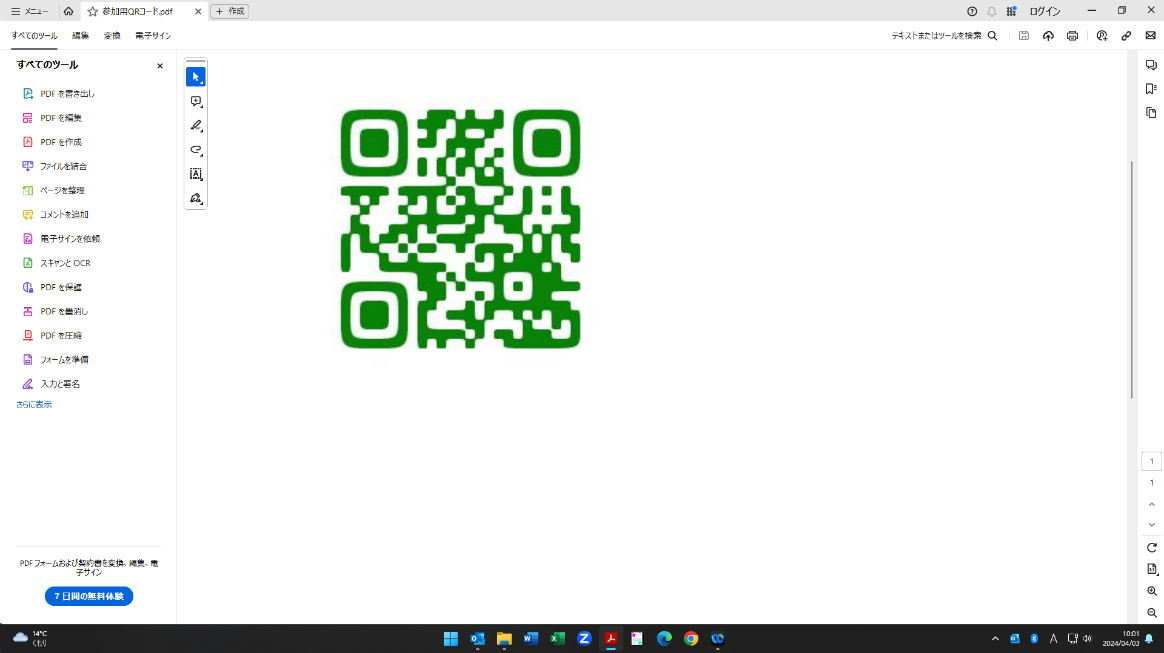 メニュー
参加用QRコード.pdf
作成
ログイン
すべてのツール
編集
変換
電子サイン
テキストまたはツールを検索
すべてのツール
PDF を書き出し
PDF を編集
PDF を作成
ファイルを結合
ページを整理
コメントを追加
電子サインを依頼
スキャンと OCR
PDF を保護
PDF を墨消し
PDF を圧縮
フォームを準備
入力と署名
さらに表示
PDF フォームおよび契約書を変換、編集、電
子サイン
7 日間の無料体験
1
1
14°C
くもり
A
10:01
2024/04/03